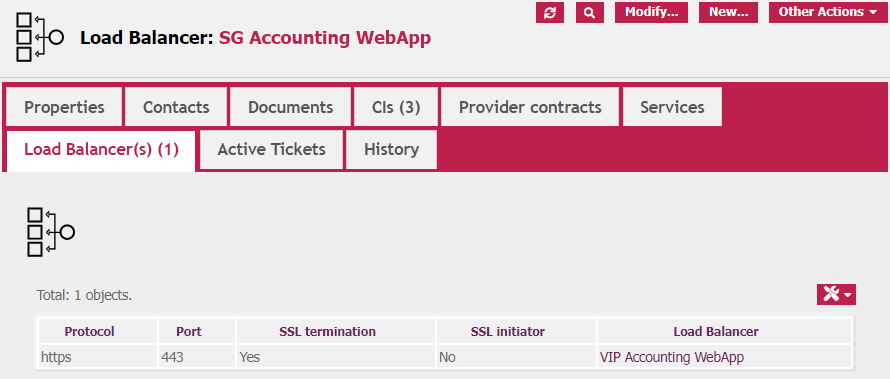 Modify... New... Other Actions
Load Balancer: SG Accounting WebApp
Properties Contacts Documents CIs (3) Provider contracts Services
Load Balancer(s) (1) Active Tickets History
Total: 1 objects.
Protocol Port SSL termination SSL initiator Load Balancer
https 443 Yes No VIP Accounting WebApp